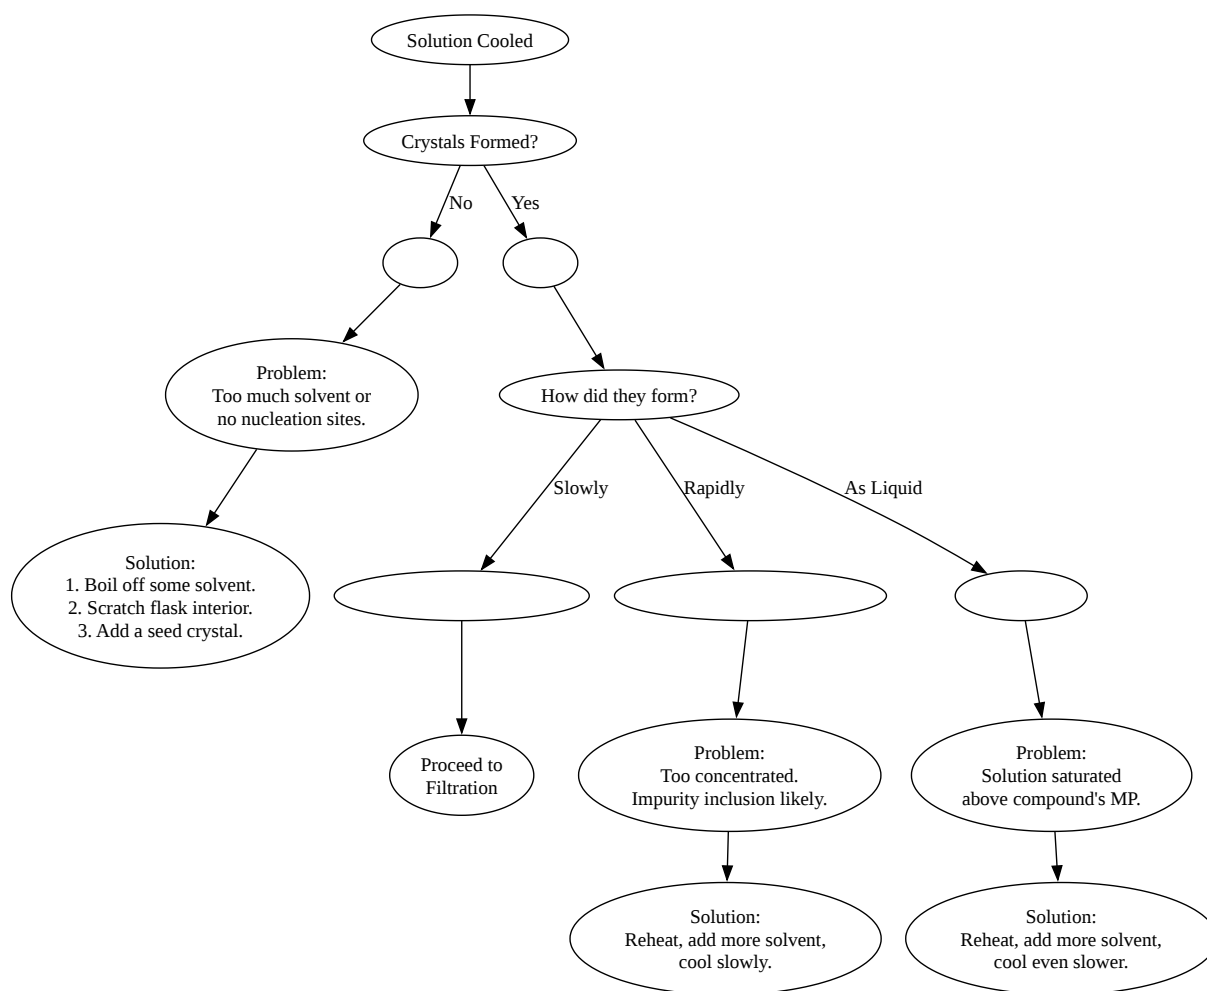 Solution Cooled
Crystals Formed?
No
Yes
Problem:
Too much solvent or
no nucleation sites.
How did they form?
Slowly
Rapidly
As Liquid
Solution:
1. Boil off some solvent.
2. Scratch flask interior.
3. Add a seed crystal.
Proceed to
Filtration
Problem:
Too concentrated.
Impurity inclusion likely.
Problem:
Solution saturated
above compound's MP.
Solution:
Reheat, add more solvent,
cool slowly.
Solution:
Reheat, add more solvent,
cool even slower.